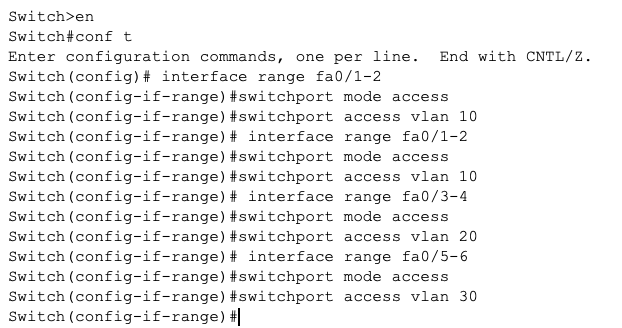 Switch>en
Switch#conf t
Enter configuration commands, one per line.  End with CNTL/Z.
Switch(config)# interface range fa0/1-2
Switch(config-if-range)#switchport mode access
Switch(config-if-range)#switchport access vlan 10
Switch(config-if-range)# interface range fa0/1-2
Switch(config-if-range)#switchport mode access
Switch(config-if-range)#switchport access vlan 10
Switch(config-if-range)# interface range fa0/3-4
Switch(config-if-range)#switchport mode access
Switch(config-if-range)#switchport access vlan 20
Switch(config-if-range)# interface range fa0/5-6
Switch(config-if-range)#switchport mode access
Switch(config-if-range)#switchport access vlan 30
Switch(config-if-range)#